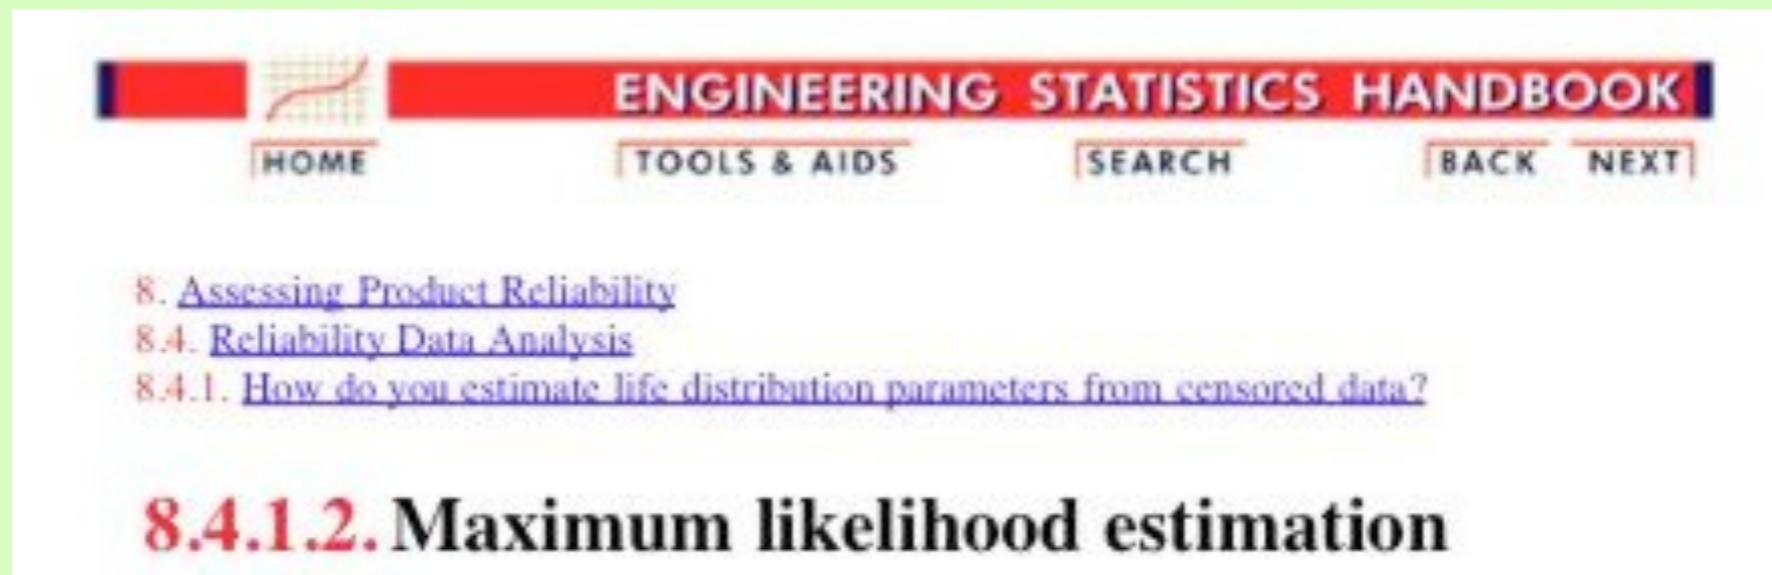 ENGINEERING STATISTICS HANDBOOK
HOME TOOLS & AIDS SEARCH BACK NEXT
8. Assessing Product Reliability
8.4. Reliability Data Analysis
8.4.1. How do you estimate life distribution parameters from censored data?
8.4.1.2. Maximum likelihood estimation